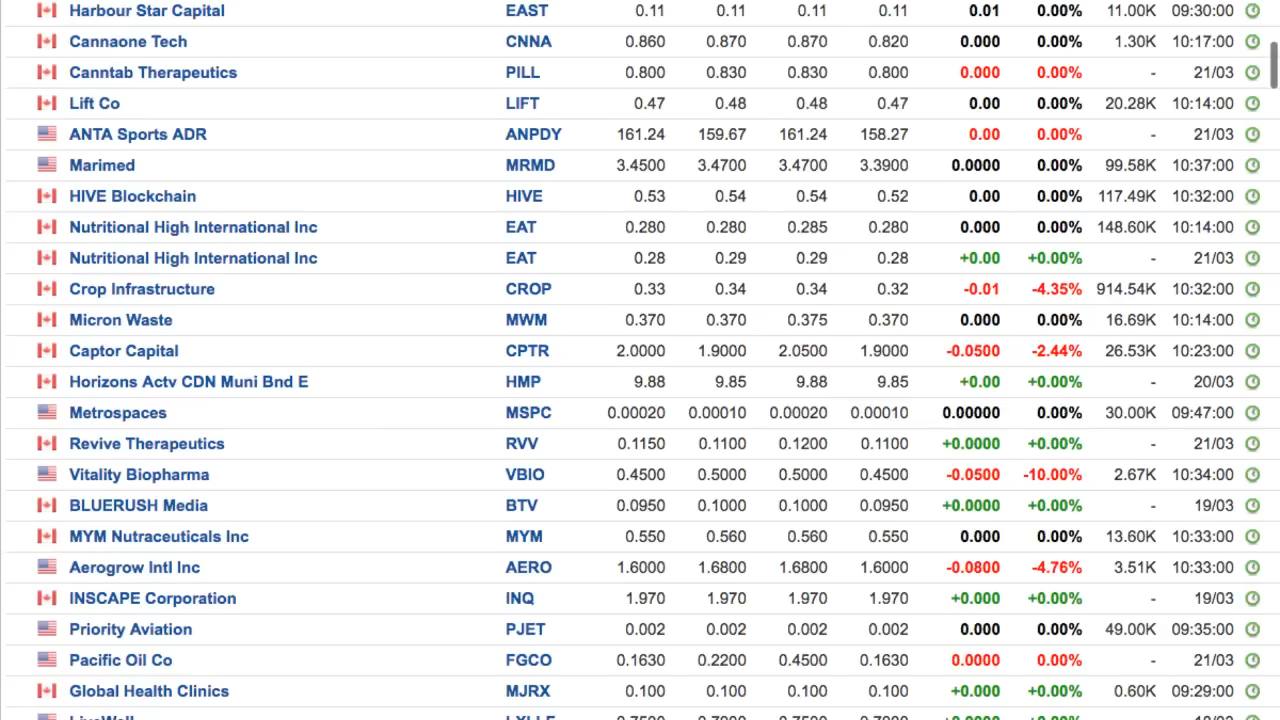 Harbour Star Capital EAST 0.11 0.11 0.11 0.11 0.01 0.00% 11.00K 09:30:00
Cannaone Tech CNNA 0.860 0.870 0.870 0.820 0.000 0.00% 1.30K 10:17:00
Canntab Therapeutics PILL 0.800 0.830 0.830 0.800 0.000 0.00% - 21/03
Lift Co LIFT 0.47 0.48 0.48 0.47 0.00 0.00% 20.28K 10:14:00
ANTA Sports ADR ANPDY 161.24 159.67 161.24 158.27 0.00 0.00% - 21/03
Marimed MRMD 3.4500 3.4700 3.4700 3.3900 0.0000 0.00% 99.58K 10:37:00
HIVE Blockchain HIVE 0.53 0.54 0.54 0.52 0.00 0.00% 117.49K 10:32:00
Nutritional High International Inc EAT 0.280 0.280 0.285 0.280 0.000 0.00% 148.60K 10:14:00
Nutritional High International Inc EAT 0.28 0.29 0.29 0.28 +0.00 +0.00% - 21/03
Crop Infrastructure CROP 0.33 0.34 0.34 0.32 -0.01 -4.35% 914.54K 10:32:00
Micron Waste MWM 0.370 0.370 0.375 0.370 0.000 0.00% 16.69K 10:14:00
Captor Capital CPTR 2.0000 1.9000 2.0500 1.9000 -0.0500 -2.44% 26.53K 10:23:00
Horizons Actv CDN Muni Bnd E HMP 9.88 9.85 9.88 9.85 +0.00 +0.00% - 20/03
Metrospaces MSPC 0.00020 0.00010 0.00020 0.00010 0.00000 0.00% 30.00K 09:47:00
Revive Therapeutics RVV 0.1150 0.1100 0.1200 0.1100 +0.0000 +0.00% - 21/03
Vitality Biopharma VBIO 0.4500 0.5000 0.5000 0.4500 -0.0500 -10.00% 2.67K 10:34:00
BLUERUSH Media BTV 0.0950 0.1000 0.1000 0.0950 +0.0000 +0.00% - 19/03
MYM Nutraceuticals Inc MYM 0.550 0.560 0.560 0.550 0.000 0.00% 13.60K 10:33:00
Aerogrow Intl Inc AERO 1.6000 1.6800 1.6800 1.6000 -0.0800 -4.76% 3.51K 10:33:00
INSCAPE Corporation INQ 1.970 1.970 1.970 1.970 +0.000 +0.00% - 19/03
Priority Aviation PJET 0.002 0.002 0.002 0.002 0.000 0.00% 49.00K 09:35:00
Pacific Oil Co FGCO 0.1630 0.2200 0.4500 0.1630 0.0000 0.00% - 21/03
Global Health Clinics MJRX 0.100 0.100 0.100 0.100 +0.000 +0.00% 0.60K 09:29:00